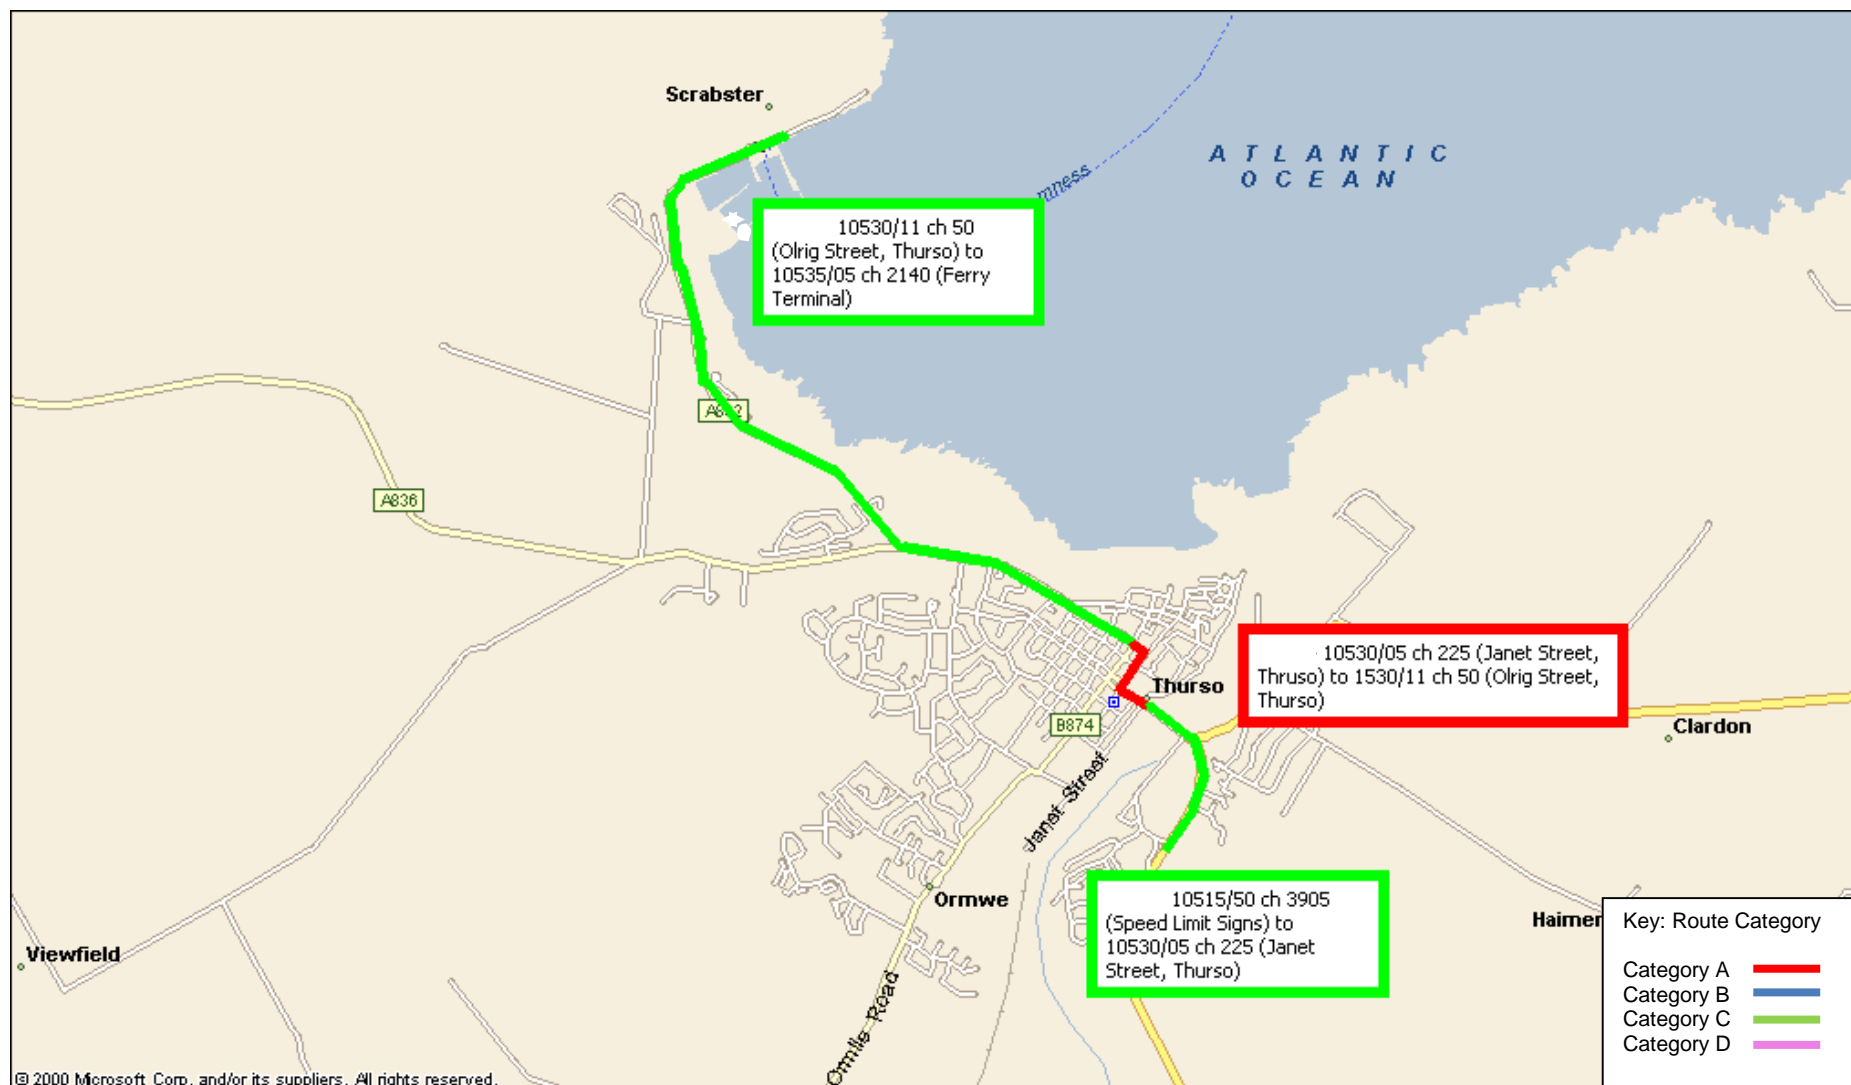 Scrabster
ATLANTIC
OCEAN
mness
10530/11 ch 50
(Olrig Street, Thurso) to
10535/05 ch 2140 (Ferry
Terminal)
A836
10530/05 ch 225 (Janet Street,
Thruso) to 1530/11 ch 50 (Olrig Street,
Thurso)
Thurso
B874
Clardon
Janet Street
Ormwe
10515/50 ch 3905
(Speed Limit Signs) to
10530/05 ch 225 (Janet
Street, Thurso)
Haimer
Viewfield
Ormlie Road
Key: Route Category
Category A
Category B
Category C
Category D
© 2000 Microsoft Corp. and/or its suppliers. All rights reserved.